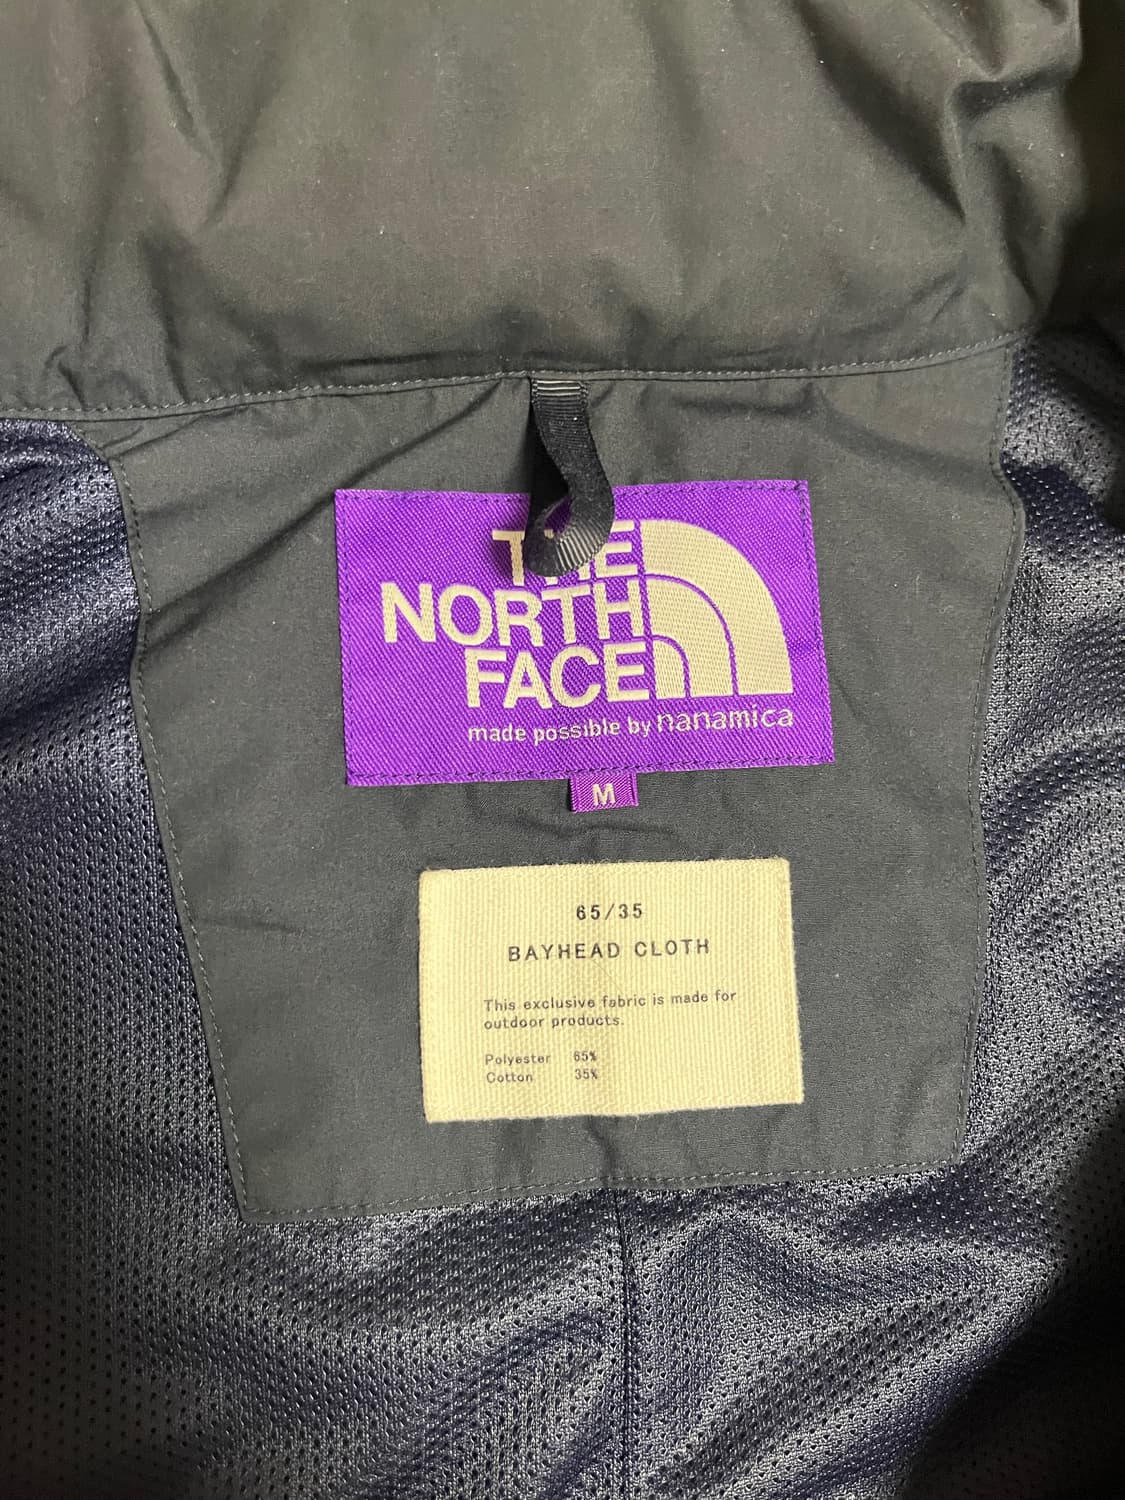 THE
NORTH
FACE
made possible by nanamica
M
65/35
BAYHEAD CLOTH
This exclusive fabric is made for
outdoor products.
Polyester 65%
Cotton 35%